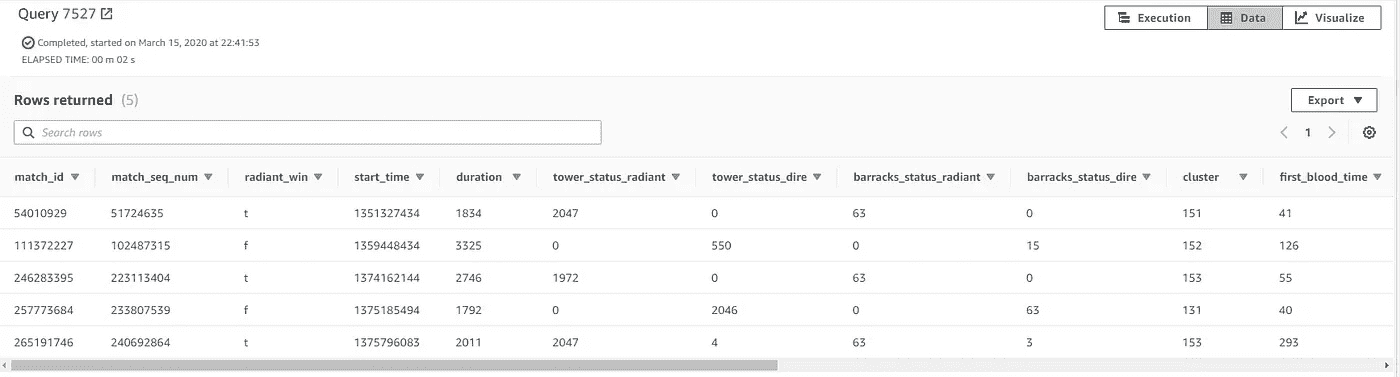 Query 7527
Execution Data Visualize
Completed, started on March 15, 2020 at 22:41:53
ELAPSED TIME: 00 m 02 s
Rows returned (5)
Export
Search rows
1
match_id match_seq_num radiant_win start_time duration tower_status_radiant tower_status_dire barracks_status_radiant barracks_status_dire cluster first_blood_time
54010929 51724635 t 1351327434 1834 2047 0 63 0 151 41
111372227 102487315 f 1359448434 3325 0 550 0 15 152 126
246283395 223113404 t 1374162144 2746 1972 0 63 0 153 55
257773684 233807539 f 1375185494 1792 0 2046 0 63 131 40
265191746 240692864 t 1375796083 2011 2047 4 63 3 153 293